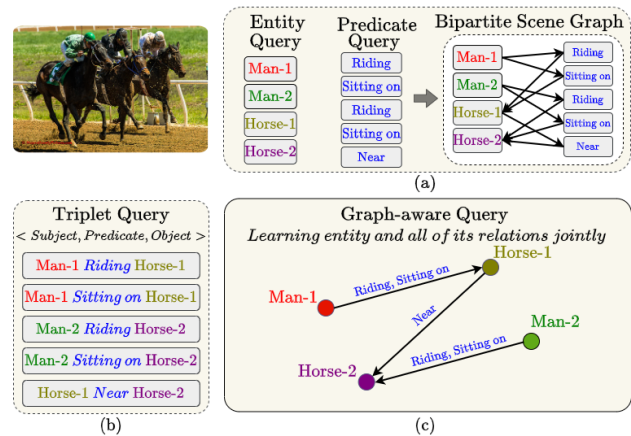 Entity
Query
Man-1
Man-2
Horse-1
Horse-2
Predicate
Query
Riding
Sitting on
Riding
Sitting on
Near
Bipartite Scene Graph
Man-1
Man-2
Horse-1
Horse-2
Riding
Sitting on
Riding
Sitting on
Near
(a)
Triplet Query
< Subject, Predicate, Object >
Man-1 Riding Horse-1
Man-1 Sitting on Horse-1
Man-2 Riding Horse-2
Man-2 Sitting on Horse-2
Horse-1 Near Horse-2
(b)
Graph-aware Query
Learning entity and all of its relations jointly
Horse-1
Riding, Sitting on
Man-1
Near
Man-2
Horse-2
Riding, Sitting on
(c)